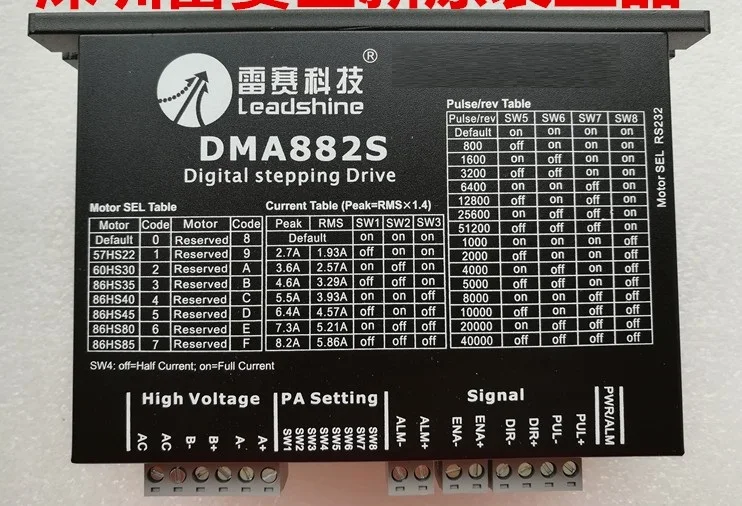 雷赛科技®
Leadshine
DMA882S
Digital stepping Drive
Motor SEL Table
Motor Code Motor Code
Default 0 Reserved 8
57HS22 1 Reserved 9
60HS30 2 Reserved A
86HS35 3 Reserved B
86HS40 4 Reserved C
86HS45 5 Reserved D
86HS80 6 Reserved E
86HS85 7 Reserved F
SW4: off=Half Current; on=Full Current
Current Table (Peak=RMS×1.4)
Peak RMS SW1 SW2 SW3
Default on on on
2.7A 1.93A off on on
3.6A 2.57A on off on
4.6A 3.29A off off on
5.5A 3.93A on on off
6.4A 4.57A off on off
7.3A 5.21A on off off
8.2A 5.86A off off off
Pulse/rev Table
Pulse/rev SW5 SW6 SW7 SW8
Default on on on on
800 off on on on
1600 on off on on
3200 off off on on
6400 on on off on
12800 off on off on
25600 on off off on
51200 off off off on
1000 on on on off
2000 off on on off
4000 on off on off
5000 off off on off
8000 on on off off
10000 off on off off
20000 on off off off
40000 off off off off
Motor SEL RS232
High Voltage
AC
AC
B-
B+
A-
A+
PA Setting
SW1
SW2
SW3
SW4
SW5
SW6
SW7
SW8
Signal
ALM-
ALM+
ENA-
ENA+
DIR-
DIR+
PUL-
PUL+
PWR/ALM